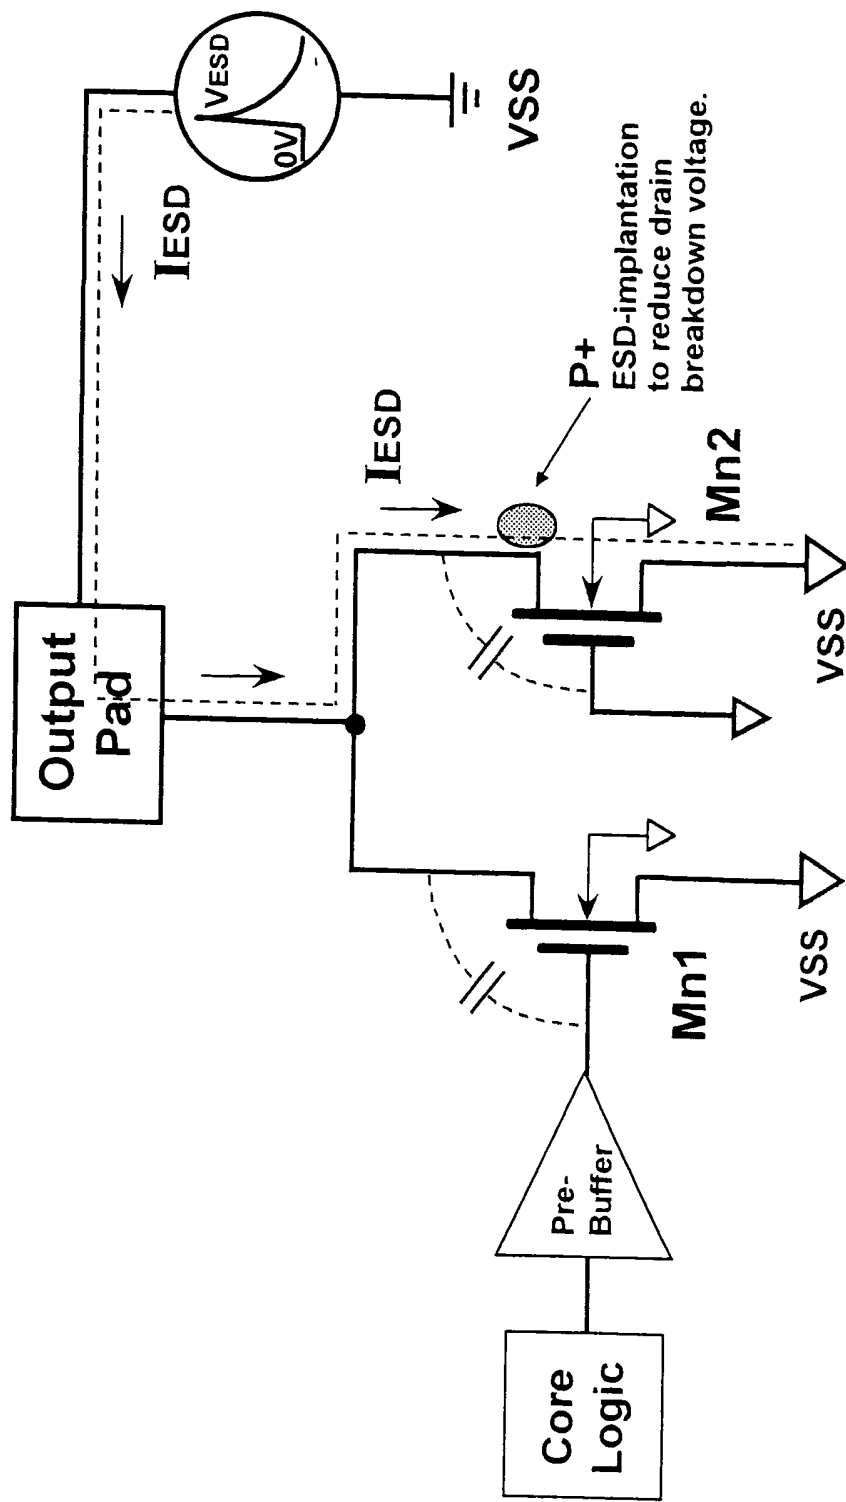 Output
Pad
IESD
VESD
0V
VSS
IESD
P+
ESD-implantation
to reduce drain
breakdown voltage.
Core
Logic
Pre-
Buffer
Mn1
VSS
Mn2
VSS